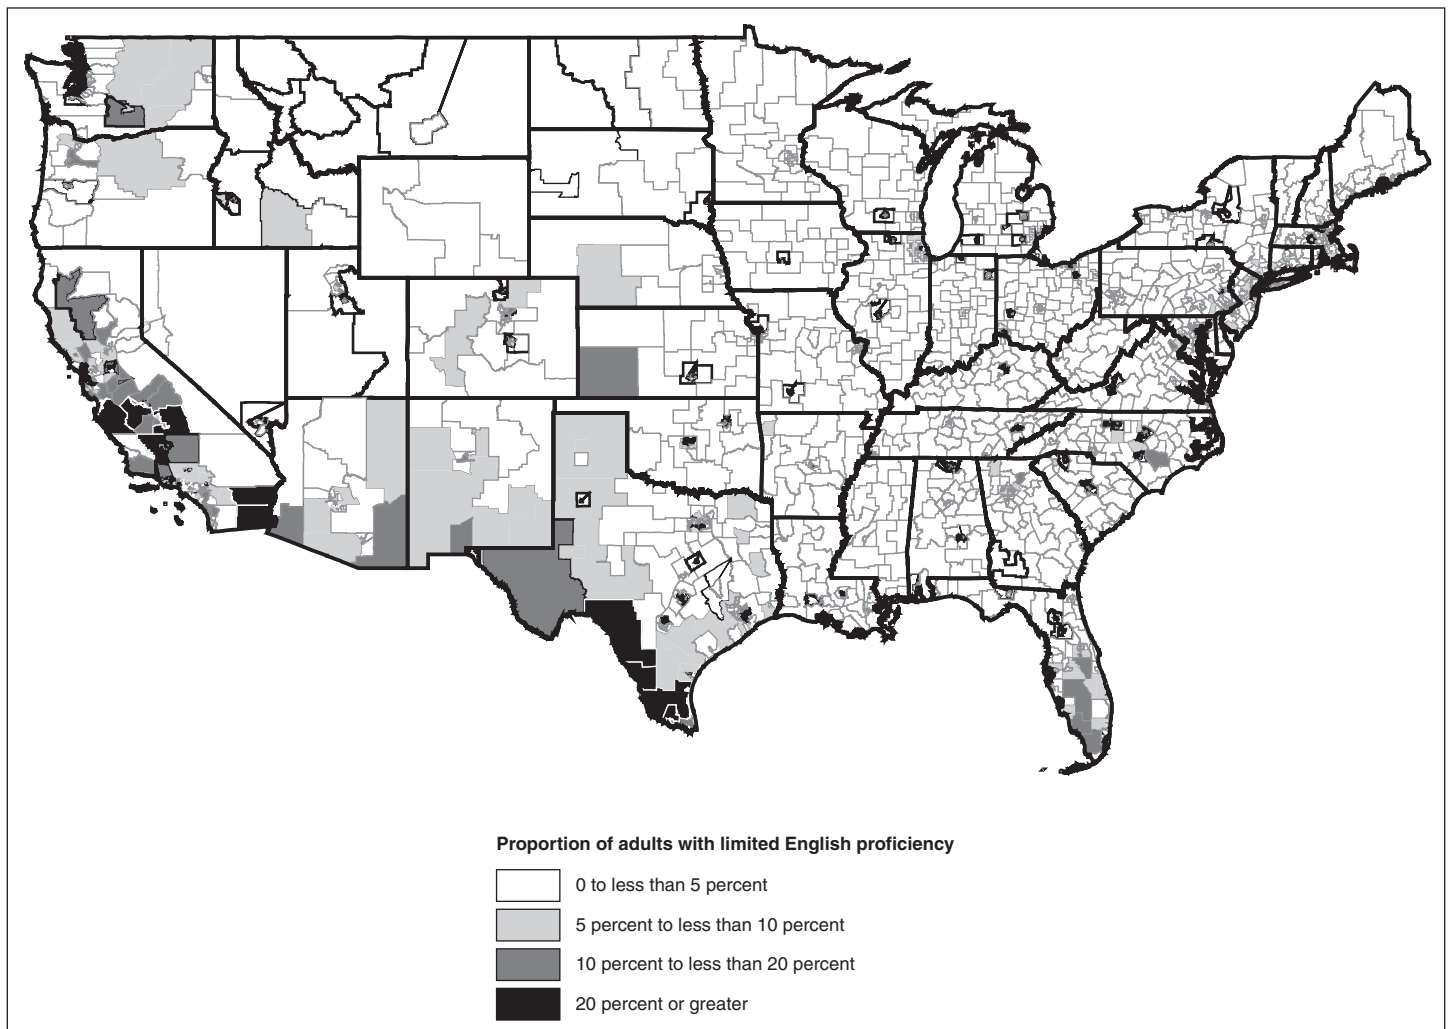 Proportion of adults with limited English proficiency
0 to less than 5 percent
5 percent to less than 10 percent
10 percent to less than 20 percent
20 percent or greater